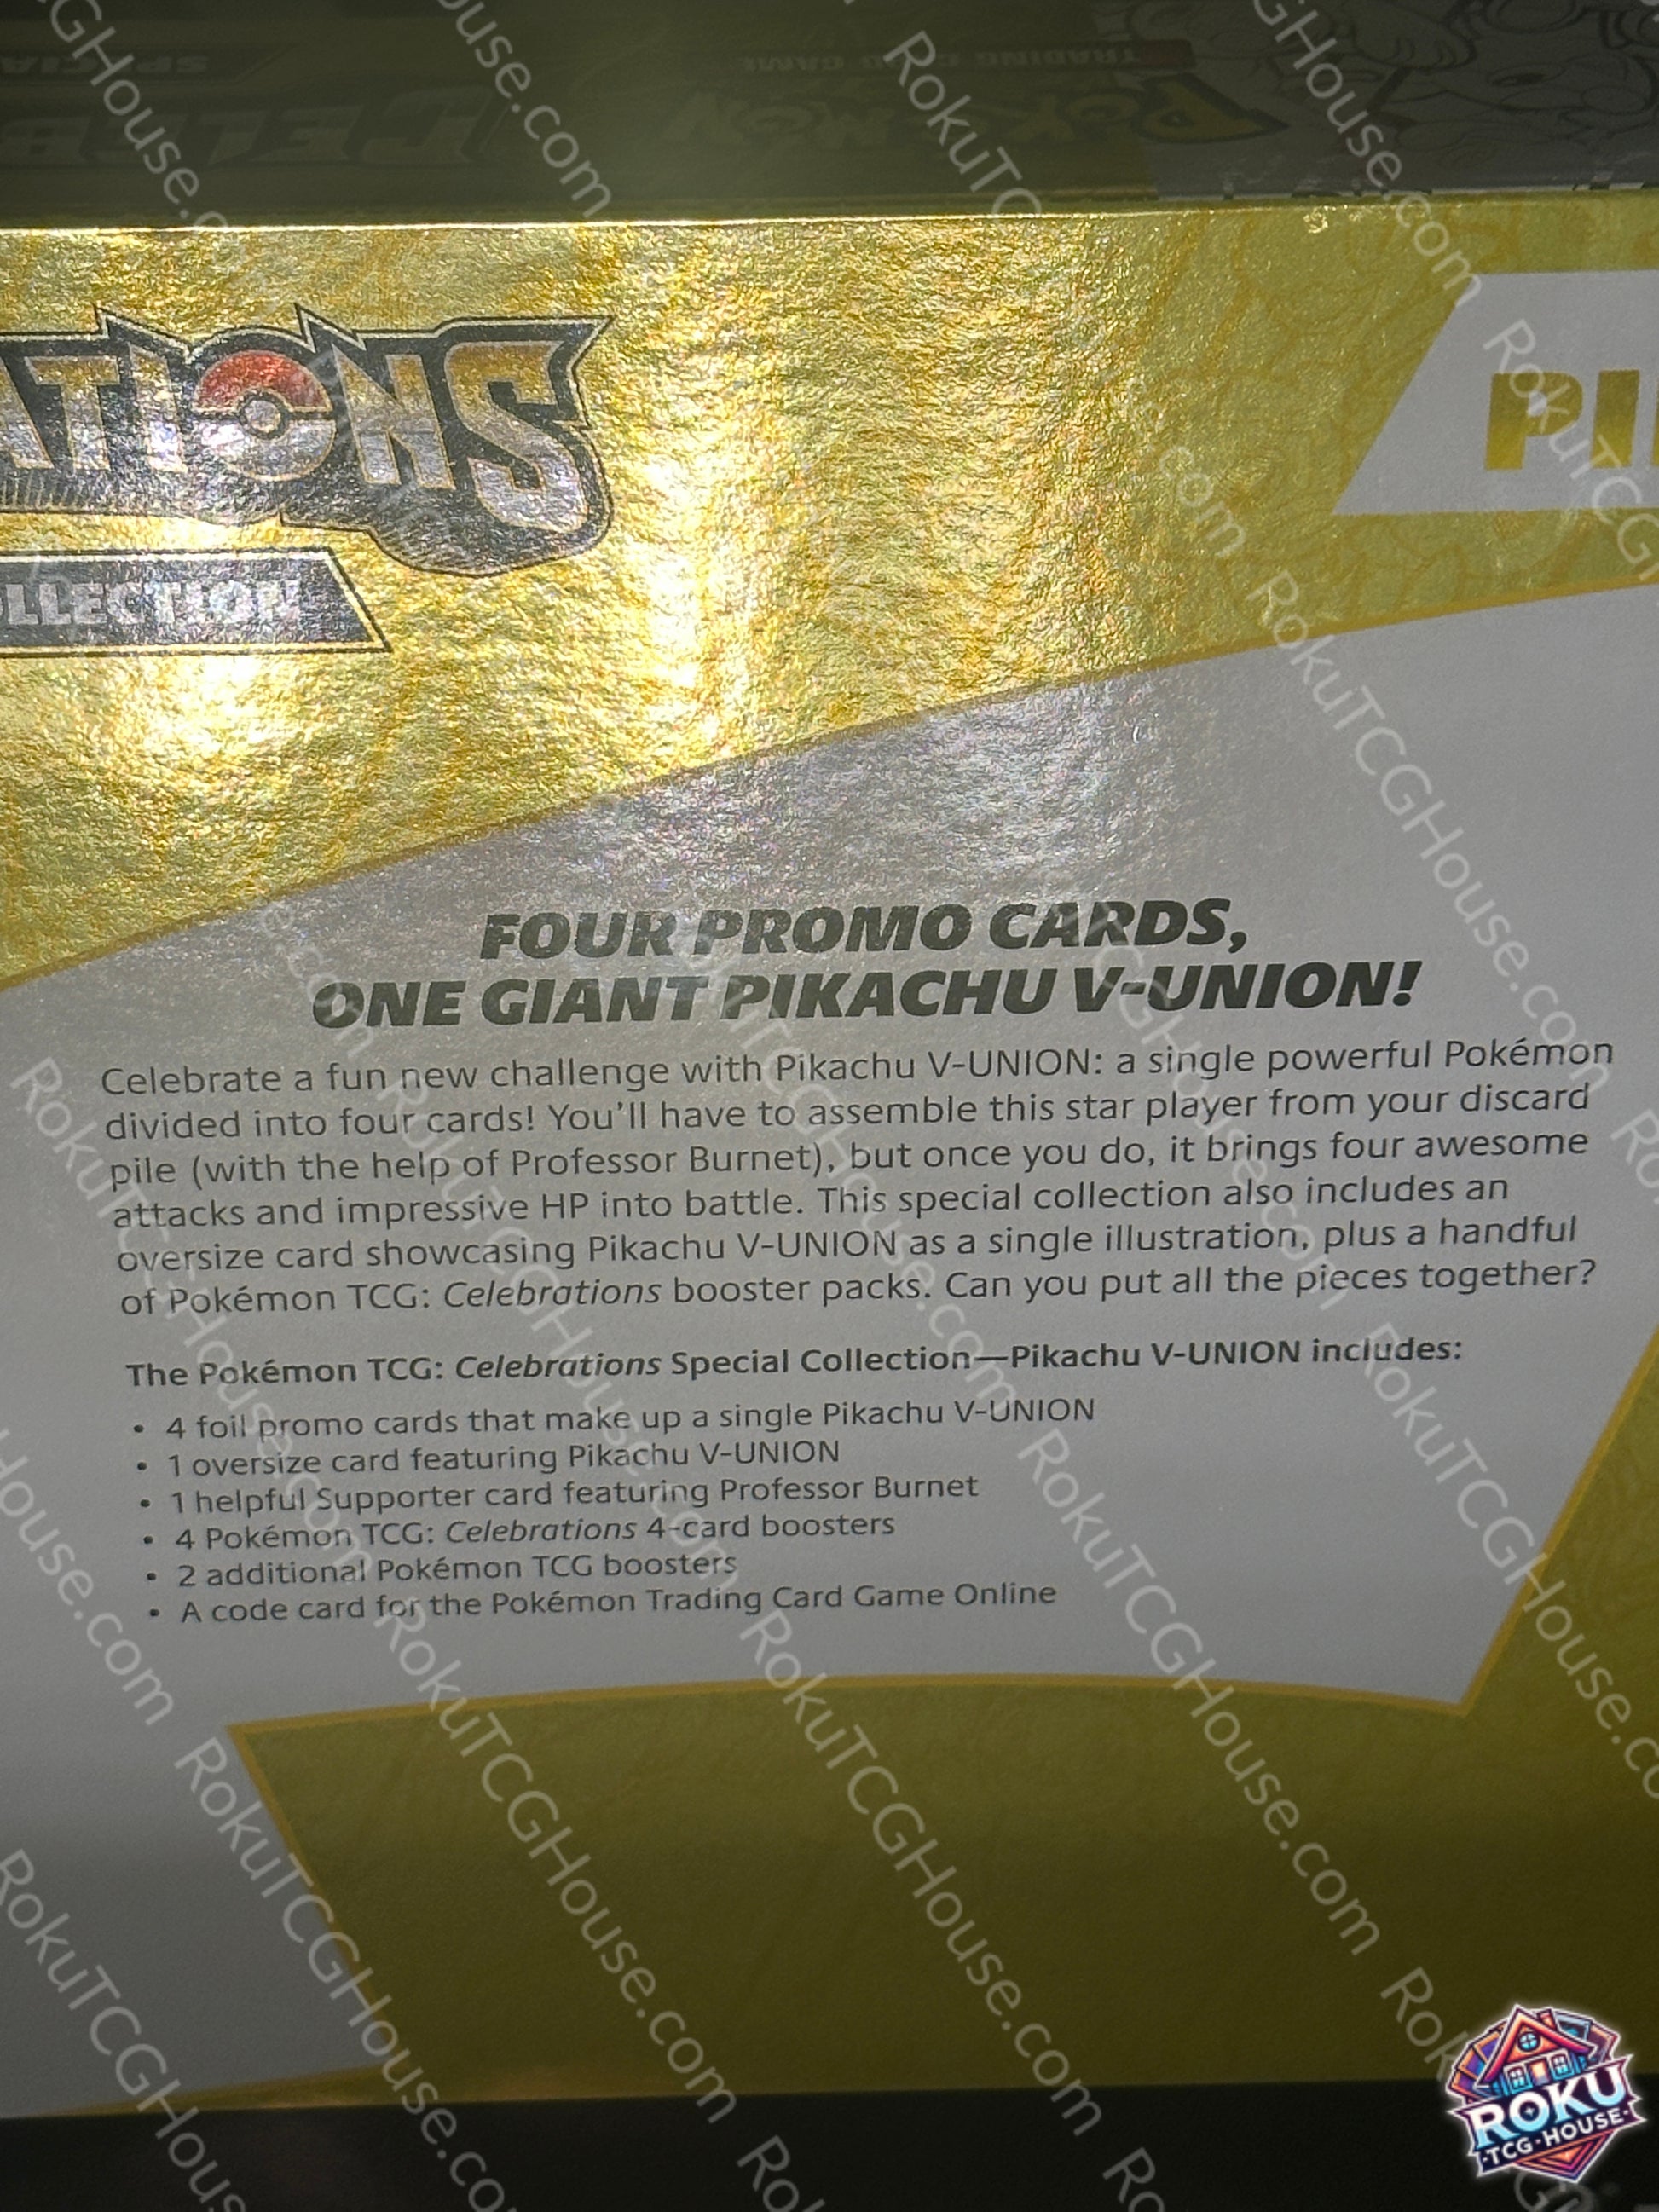 TRADING CARD GAME
POKéMON
ATIONS
OLLECTION
PI
FOUR PROMO CARDS,
ONE GIANT PIKACHU V-UNION!
Celebrate a fun new challenge with Pikachu V-UNION: a single powerful Pokémon
divided into four cards! You'll have to assemble this star player from your discard
pile (with the help of Professor Burnet), but once you do, it brings four awesome
attacks and impressive HP into battle. This special collection also includes an
oversize card showcasing Pikachu V-UNION as a single illustration, plus a handful
of Pokémon TCG: Celebrations booster packs. Can you put all the pieces together?
The Pokémon TCG: Celebrations Special Collection—Pikachu V-UNION includes:
• 4 foil promo cards that make up a single Pikachu V-UNION
• 1 oversize card featuring Pikachu V-UNION
• 1 helpful Supporter card featuring Professor Burnet
• 4 Pokémon TCG: Celebrations 4-card boosters
• 2 additional Pokémon TCG boosters
• A code card for the Pokémon Trading Card Game Online
RokuTCGHouse.com
ROKU
·TCG·HOUSE·